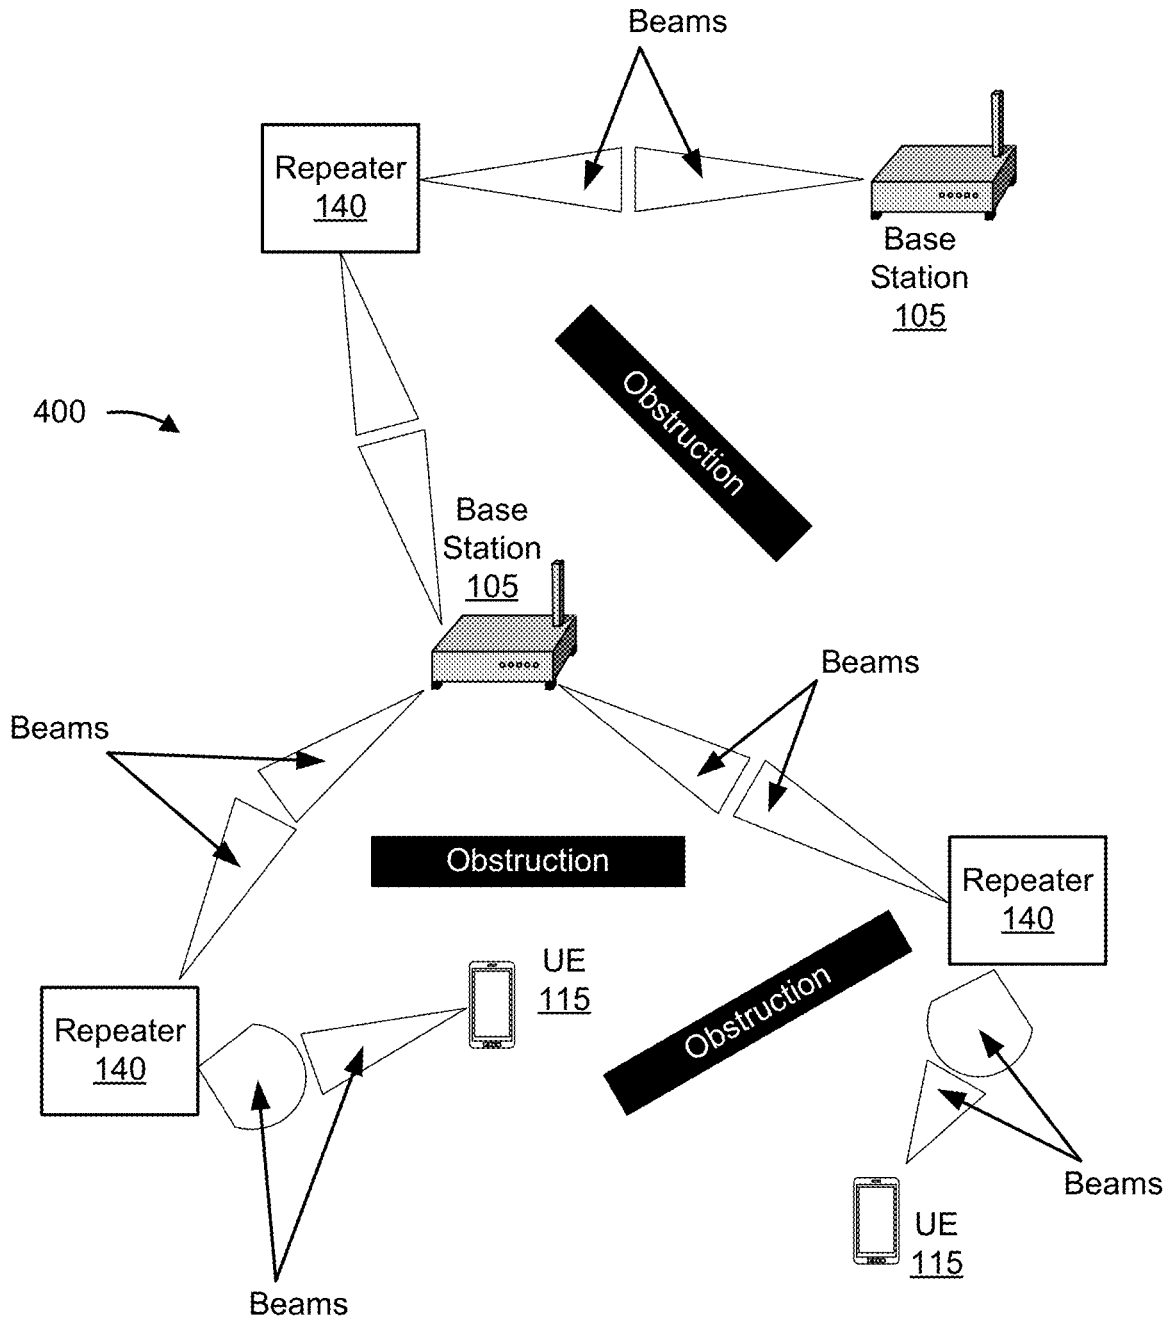 Beams
Repeater
140
Base
Station
105
Obstruction
400
Base
Station
105
Beams
Beams
Obstruction
Repeater
140
UE
115
Obstruction
Repeater
140
Beams
UE
115
Beams